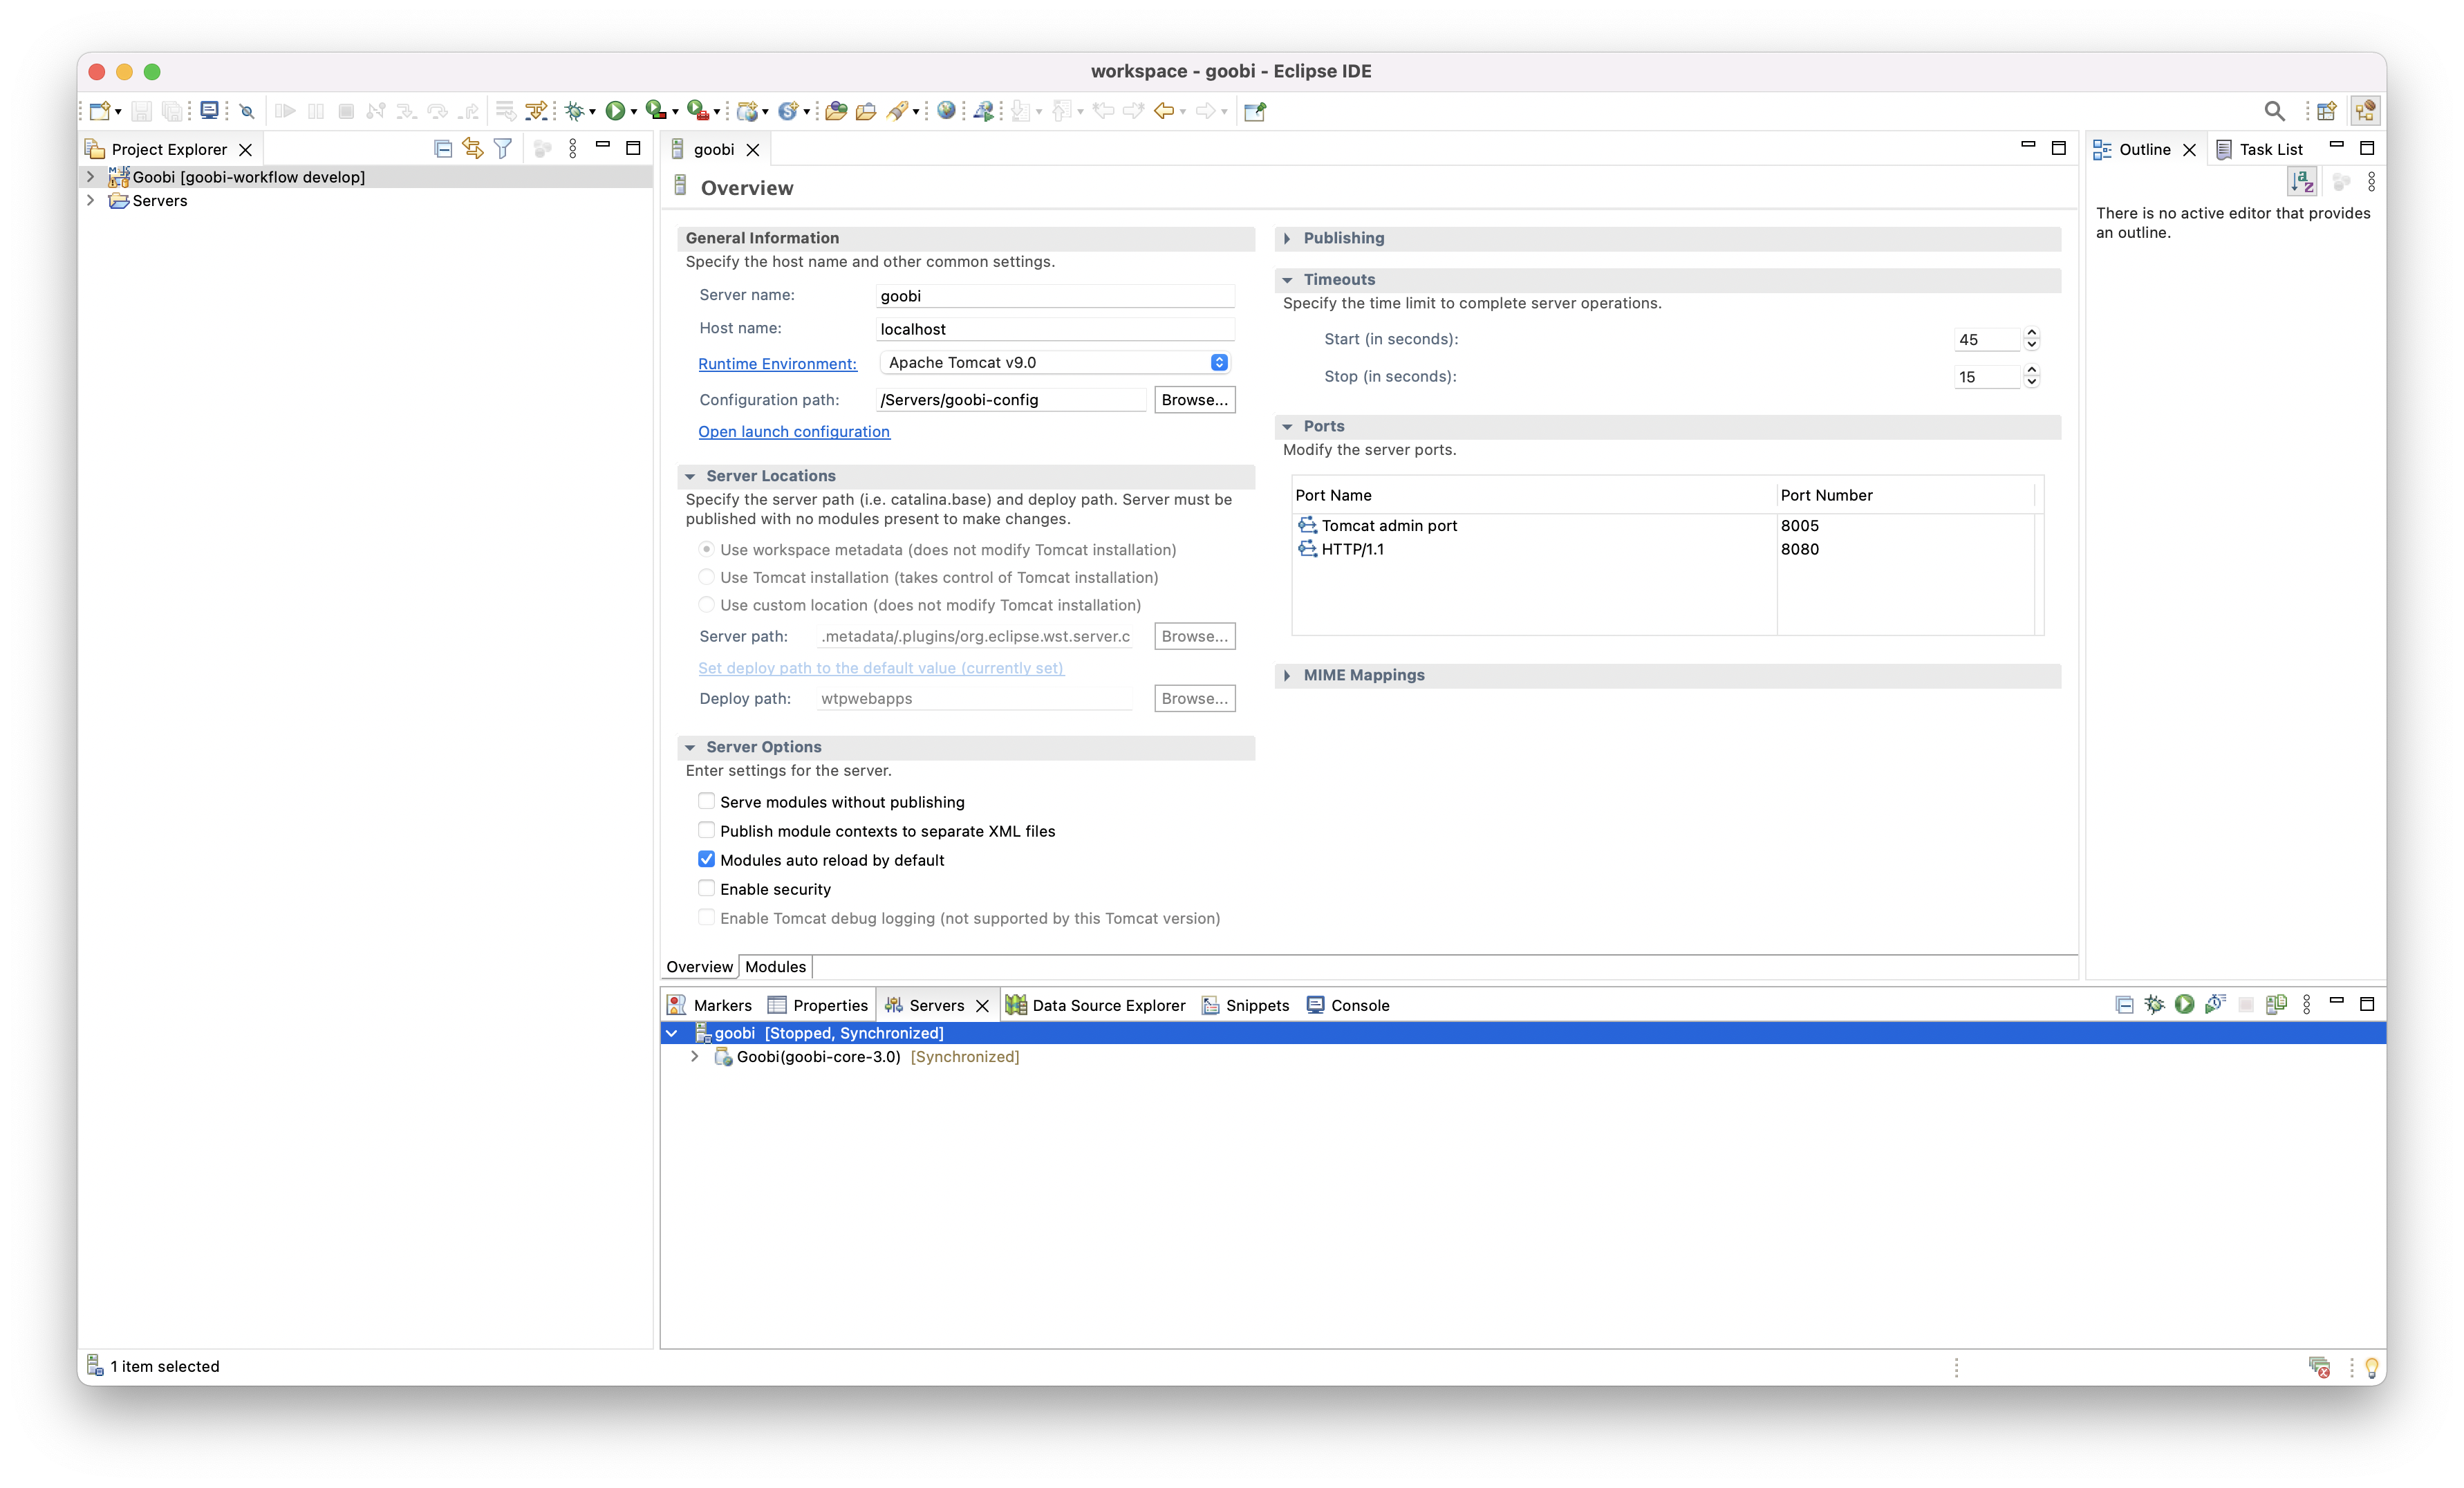 workspace - goobi - Eclipse IDE
Project Explorer
Goobi [goobi-workflow develop]
Servers
goobi
Overview
General Information
Specify the host name and other common settings.
Server name: goobi
Host name: localhost
Runtime Environment: Apache Tomcat v9.0
Configuration path: /Servers/goobi-config Browse...
Open launch configuration
Server Locations
Specify the server path (i.e. catalina.base) and deploy path. Server must be
published with no modules present to make changes.
Use workspace metadata (does not modify Tomcat installation)
Use Tomcat installation (takes control of Tomcat installation)
Use custom location (does not modify Tomcat installation)
Server path: .metadata/.plugins/org.eclipse.wst.server.c Browse...
Set deploy path to the default value (currently set)
Deploy path: wtpwebapps Browse...
Server Options
Enter settings for the server.
Serve modules without publishing
Publish module contexts to separate XML files
Modules auto reload by default
Enable security
Enable Tomcat debug logging (not supported by this Tomcat version)
Publishing
Timeouts
Specify the time limit to complete server operations.
Start (in seconds): 45
Stop (in seconds): 15
Ports
Modify the server ports.
Port Name Port Number
Tomcat admin port 8005
HTTP/1.1 8080
MIME Mappings
Overview Modules
Outline Task List
There is no active editor that provides
an outline.
Markers Properties Servers Data Source Explorer Snippets Console
goobi [Stopped, Synchronized]
Goobi(goobi-core-3.0) [Synchronized]
1 item selected